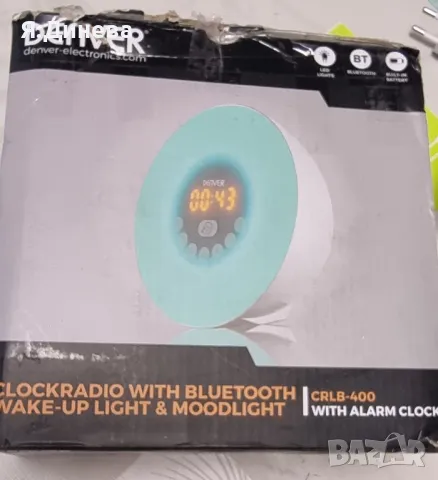 Я.Динева
DENVER
denver-electronics.com
LED
LIGHTS
BT
BLUETOOTH
BUILT-IN
BATTERY
DENVER
00:43
CLOCKRADIO WITH BLUETOOTH
WAKE-UP LIGHT & MOODLIGHT
CRLB-400
WITH ALARM CLOCK
BAZAR